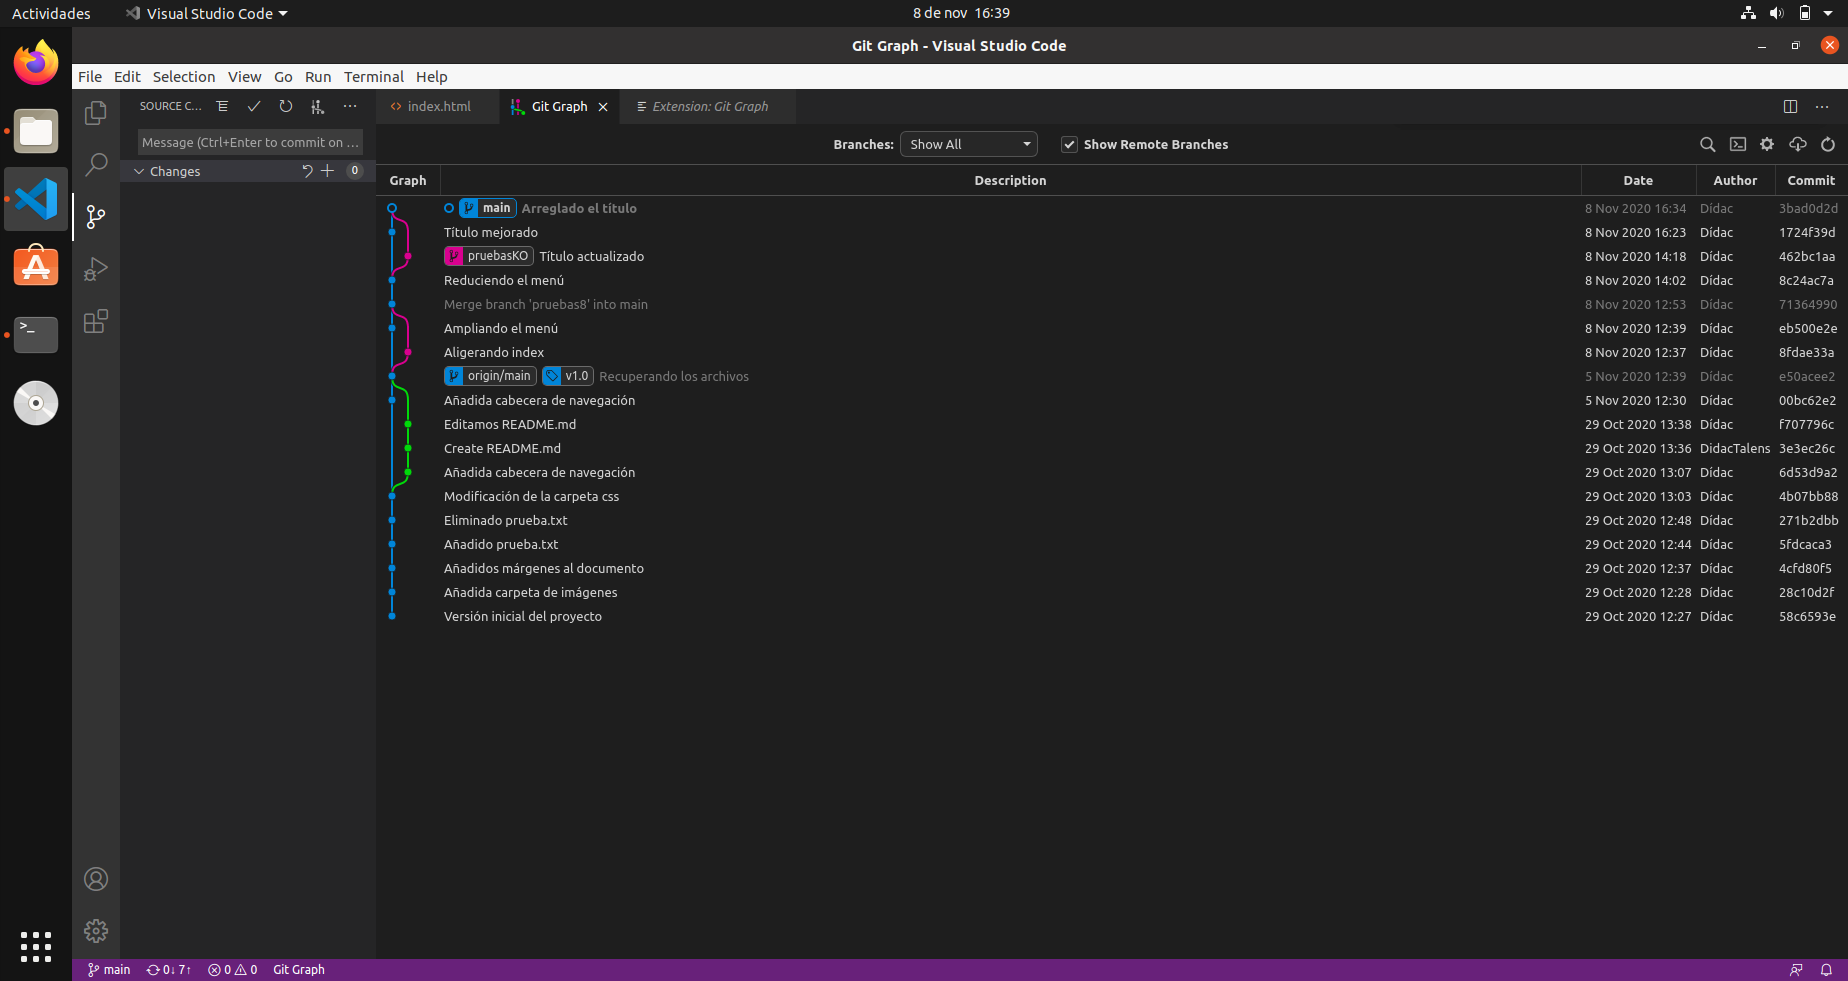 Actividades Visual Studio Code 8 de nov 16:39
Git Graph - Visual Studio Code
File Edit Selection View Go Run Terminal Help
SOURCE C... index.html Git Graph Extension: Git Graph
Message (Ctrl+Enter to commit on ... Branches: Show All Show Remote Branches
Changes 0
Graph Description Date Author Commit
main Arreglado el título 8 Nov 2020 16:34 Dídac 3bad0d2d
Título mejorado 8 Nov 2020 16:23 Dídac 1724f39d
pruebasKO Título actualizado 8 Nov 2020 14:18 Dídac 462bc1aa
Reduciendo el menú 8 Nov 2020 14:02 Dídac 8c24ac7a
Merge branch 'pruebas8' into main 8 Nov 2020 12:53 Dídac 71364990
Ampliando el menú 8 Nov 2020 12:39 Dídac eb500e2e
Aligerando index 8 Nov 2020 12:37 Dídac 8fdae33a
origin/main v1.0 Recuperando los archivos 5 Nov 2020 12:39 Dídac e50acee2
Añadida cabecera de navegación 5 Nov 2020 12:30 Dídac 00bc62e2
Editamos README.md 29 Oct 2020 13:38 Dídac f707796c
Create README.md 29 Oct 2020 13:36 DidacTalens 3e3ec26c
Añadida cabecera de navegación 29 Oct 2020 13:07 Dídac 6d53d9a2
Modificación de la carpeta css 29 Oct 2020 13:03 Dídac 4b07bb88
Eliminado prueba.txt 29 Oct 2020 12:48 Dídac 271b2dbb
Añadido prueba.txt 29 Oct 2020 12:44 Dídac 5fdcaca3
Añadidos márgenes al documento 29 Oct 2020 12:37 Dídac 4cfd80f5
Añadida carpeta de imágenes 29 Oct 2020 12:28 Dídac 28c10d2f
Versión inicial del proyecto 29 Oct 2020 12:27 Dídac 58c6593e
main 0↓ 7↑ 0 0 Git Graph